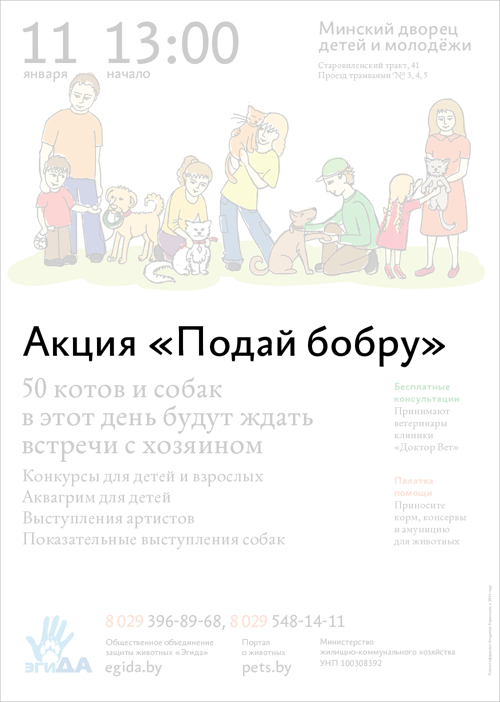 11 13:00
января начало
Минский дворец
детей и молодёжи
Старовиленский тракт, 41
Проезд трамваями № 3, 4, 5
Акция «Подай бобру»
50 котов и собак
в этот день будут ждать
встречи с хозяином
Конкурсы для детей и взрослых
Аквагрим для детей
Выступления артистов
Показательные выступления собак
Бесплатные
консультации
Принимают
ветеринары
клиники
«Доктор Вет»
Палатка
помощи
Приносите
корм, консервы
и амуницию
для животных
8 029 396-89-68, 8 029 548-14-11
эгиДА
Общественное объединение
защиты животных «Эгида»
egida.by
Портал
о животных
pets.by
Министерство
жилищно-коммунального хозяйства
УНП 100308392